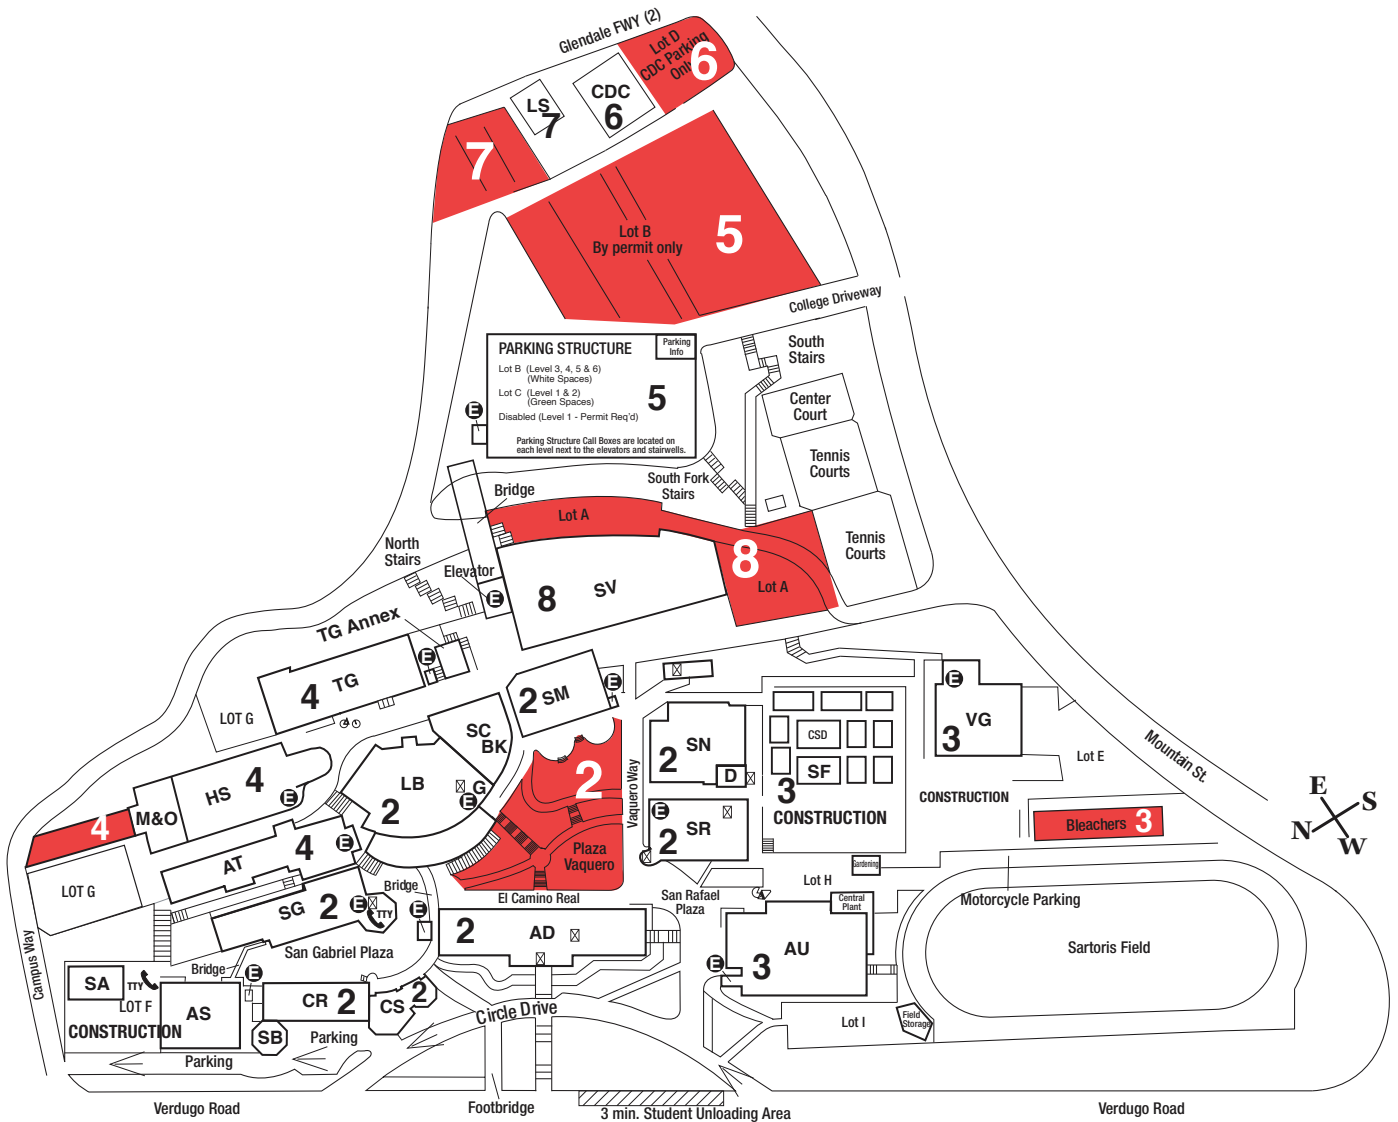 Glendale FWY (2)
Lot D
CDC Parking
Only
6
LS
7
CDC
6
7
Lot B
By permit only
5
College Driveway
PARKING STRUCTURE
Parking
Info
Lot B (Level 3, 4, 5 & 6)
(White Spaces)
Lot C (Level 1 & 2)
(Green Spaces)
5
Disabled (Level 1 - Permit Req'd)
Parking Structure Call Boxes are located on
each level next to the elevators and stairwells.
E
South
Stairs
Center
Court
Tennis
Courts
South Fork
Stairs
Bridge
Lot A
8
Lot A
Tennis
Courts
North
Stairs
Elevator
E
8
SV
TG Annex
E
4
TG
LOT G
2
SM
E
SC
BK
2
SN
D
CSD
SF
3
CONSTRUCTION
E
VG
3
Lot E
Mountain St.
CONSTRUCTION
Bleachers
3
E
S
N
W
HS
4
E
M&O
4
LB
2
G
E
2
Vaquero Way
E
2
SR
Plaza
Vaquero
AT
4
E
LOT G
Gardening
Lot H
Central
Plant
Motorcycle Parking
San Rafael
Plaza
El Camino Real
Bridge
E
SG
2
E
TTY
San Gabriel Plaza
2
AD
3
AU
E
Sartoris Field
Campus Way
Bridge
E
SA
TTY
LOT F
CONSTRUCTION
AS
CR
2
CS
2
SB
Circle Drive
Lot I
Field
Storage
Parking
Parking
Verdugo Road
Footbridge
3 min. Student Unloading Area
Verdugo Road